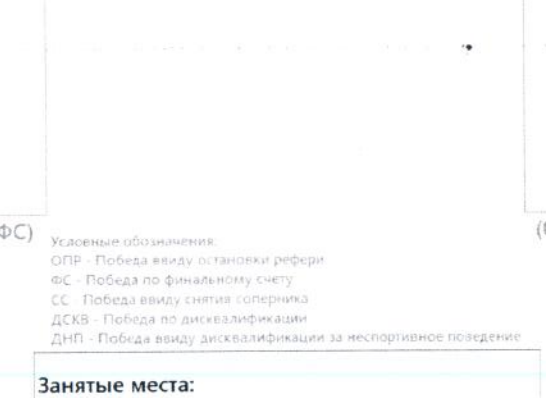 ФС)
Условные обозначения:
ОПР - Победа ввиду остановки рефери
ФС - Победа по финальному счету
СС - Победа ввиду снятия соперника
ДСКВ - Победа по дисквалификации
ДНП - Победа ввиду дисквалификации за неспортивное поведение
Занятые места: